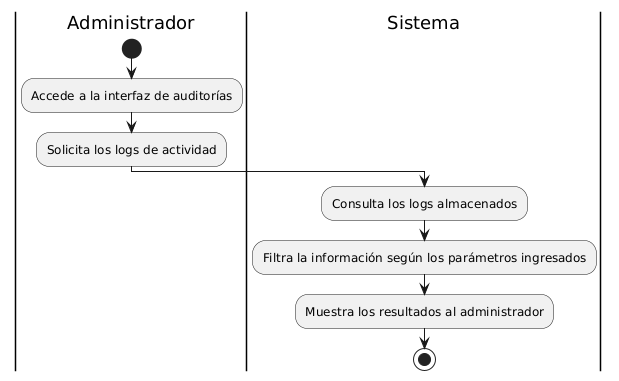 Administrador
Sistema
Accede a la interfaz de auditorías
Solicita los logs de actividad
Consulta los logs almacenados
Filtra la información según los parámetros ingresados
Muestra los resultados al administrador